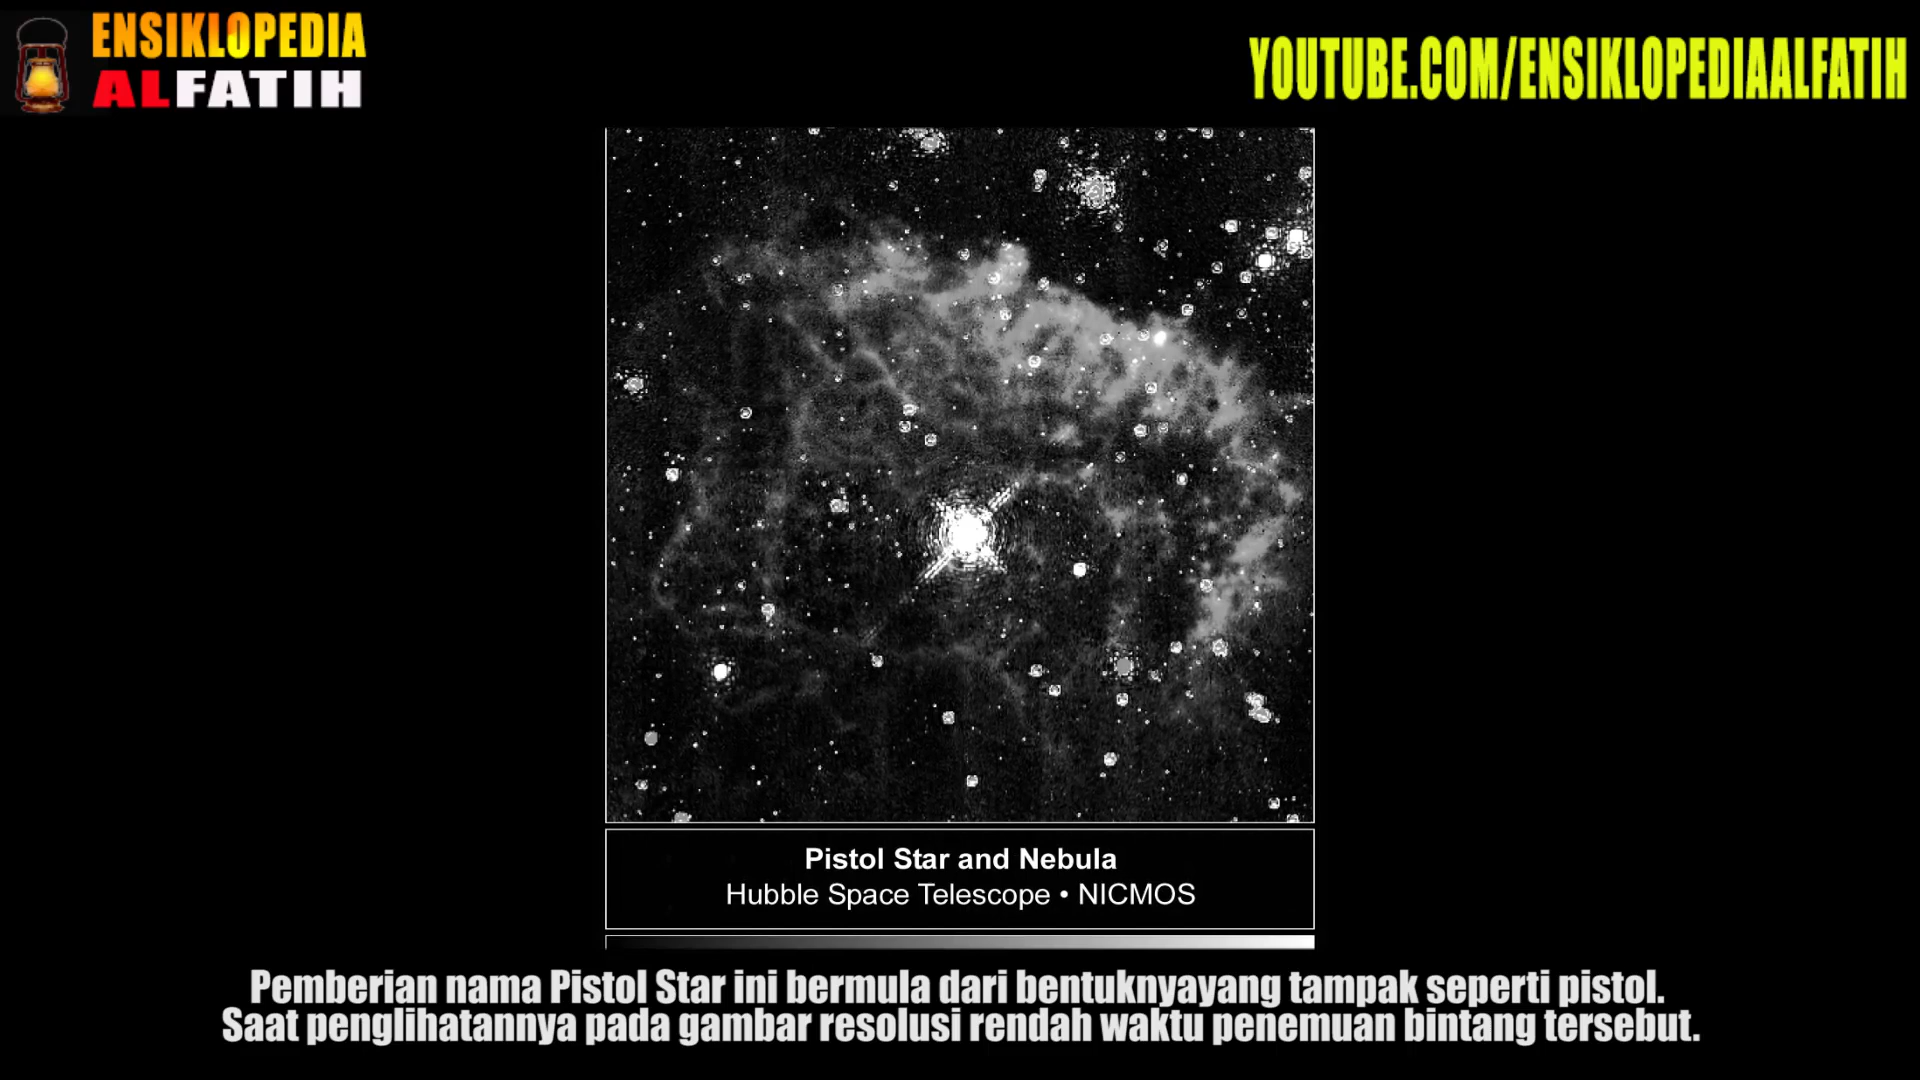 ENSIKLOPEDIA
ALFATIH
YOUTUBE.COM/ENSIKLOPEDIAALFATIH
Pistol Star and Nebula
Hubble Space Telescope • NICMOS
Pemberian nama Pistol Star ini bermula dari bentuknyayang tampak seperti pistol.
Saat penglihatannya pada gambar resolusi rendah waktu penemuan bintang tersebut.